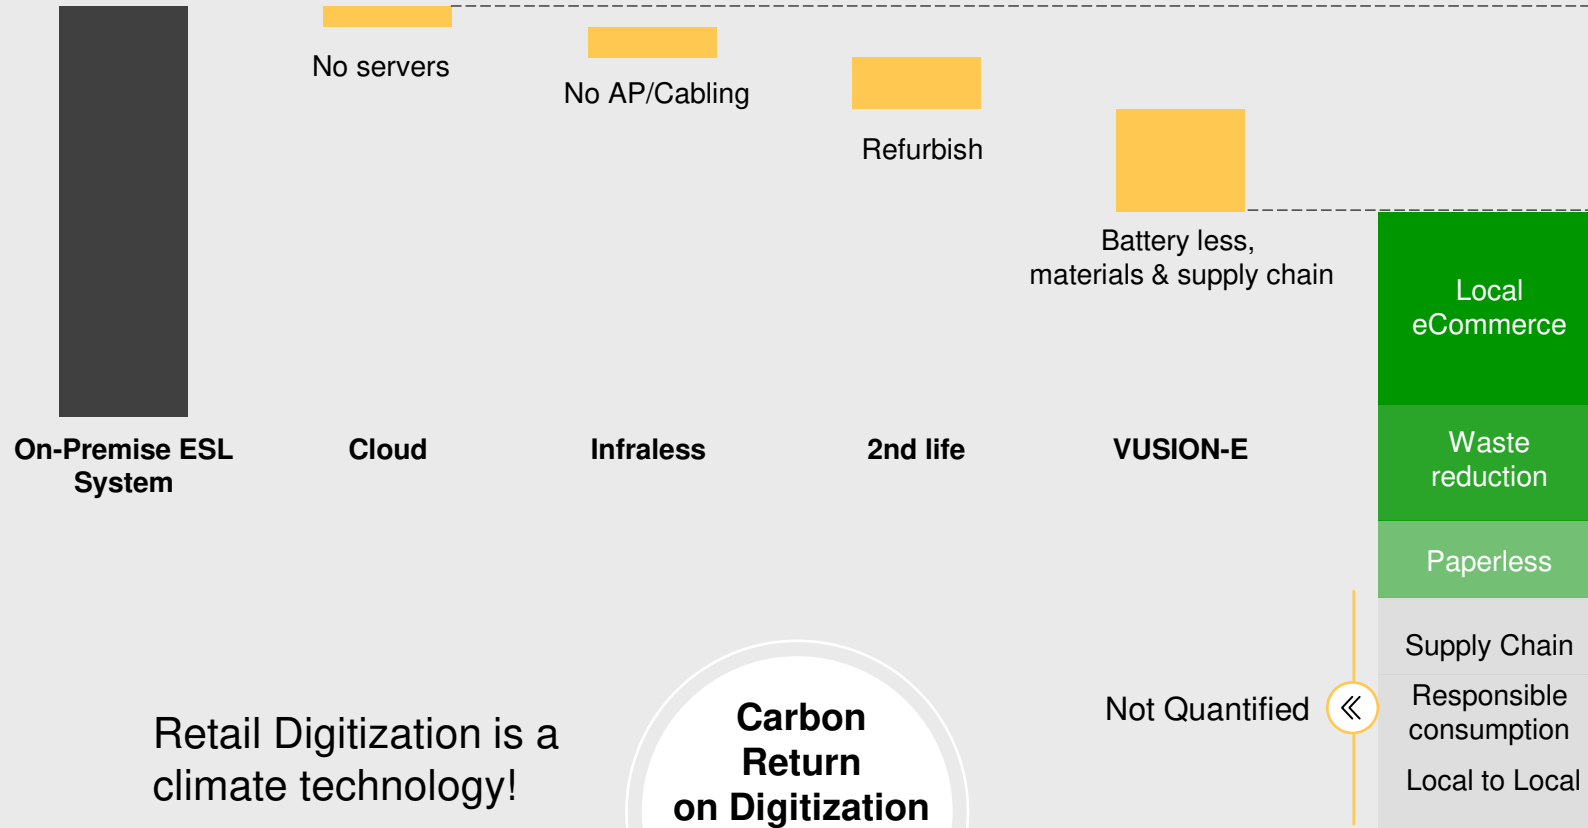 No servers
No AP/Cabling
Refurbish
Battery less,
materials & supply chain
Local
eCommerce
On-Premise ESL
System
Cloud
Infraless
2nd life
VUSION-E
Waste
reduction
Paperless
Supply Chain
Responsible
consumption
Local to Local
Not Quantified
Retail Digitization is a
climate technology!
Carbon
Return
on Digitization